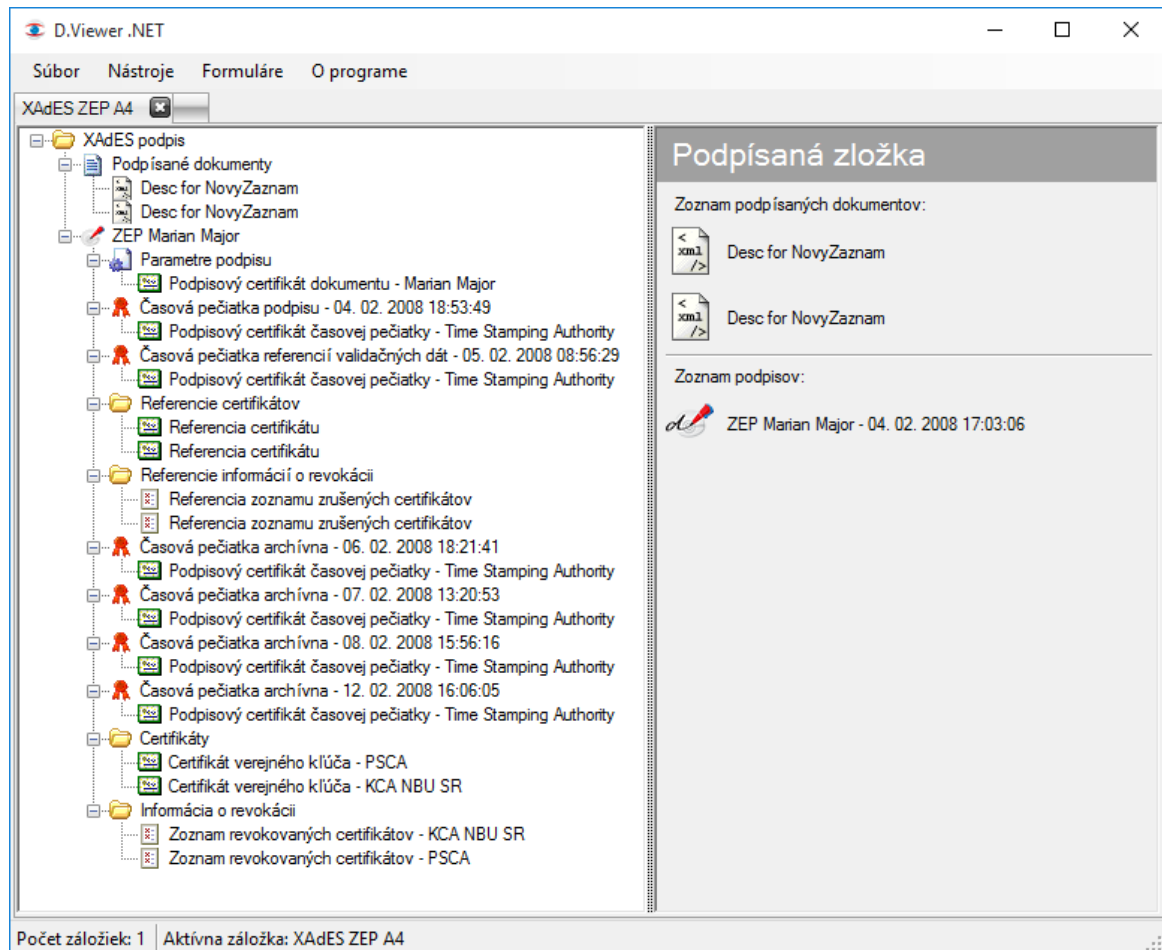 D.Viewer .NET
Súbor Nástroje Formuláre O programe
XAdES ZEP A4
XAdES podpis
Podpísané dokumenty
Desc for NovyZaznam
Desc for NovyZaznam
ZEP Marian Major
Parametre podpisu
Podpisový certifikát dokumentu - Marian Major
Časová pečiatka podpisu - 04. 02. 2008 18:53:49
Podpisový certifikát časovej pečiatky - Time Stamping Authority
Časová pečiatka referencií validačných dát - 05. 02. 2008 08:56:29
Podpisový certifikát časovej pečiatky - Time Stamping Authority
Referencie certifikátov
Referencia certifikátu
Referencia certifikátu
Referencie informácií o revokácii
Referencia zoznamu zrušených certifikátov
Referencia zoznamu zrušených certifikátov
Časová pečiatka archívna - 06. 02. 2008 18:21:41
Podpisový certifikát časovej pečiatky - Time Stamping Authority
Časová pečiatka archívna - 07. 02. 2008 13:20:53
Podpisový certifikát časovej pečiatky - Time Stamping Authority
Časová pečiatka archívna - 08. 02. 2008 15:56:16
Podpisový certifikát časovej pečiatky - Time Stamping Authority
Časová pečiatka archívna - 12. 02. 2008 16:06:05
Podpisový certifikát časovej pečiatky - Time Stamping Authority
Certifikáty
Certifikát verejného kľúča - PSCA
Certifikát verejného kľúča - KCA NBU SR
Informácia o revokácii
Zoznam revokovaných certifikátov - KCA NBU SR
Zoznam revokovaných certifikátov - PSCA
Podpísaná zložka
Zoznam podpísaných dokumentov:
< xml /> Desc for NovyZaznam
< xml /> Desc for NovyZaznam
Zoznam podpisov:
ZEP Marian Major - 04. 02. 2008 17:03:06
Počet záložiek: 1 Aktívna záložka: XAdES ZEP A4